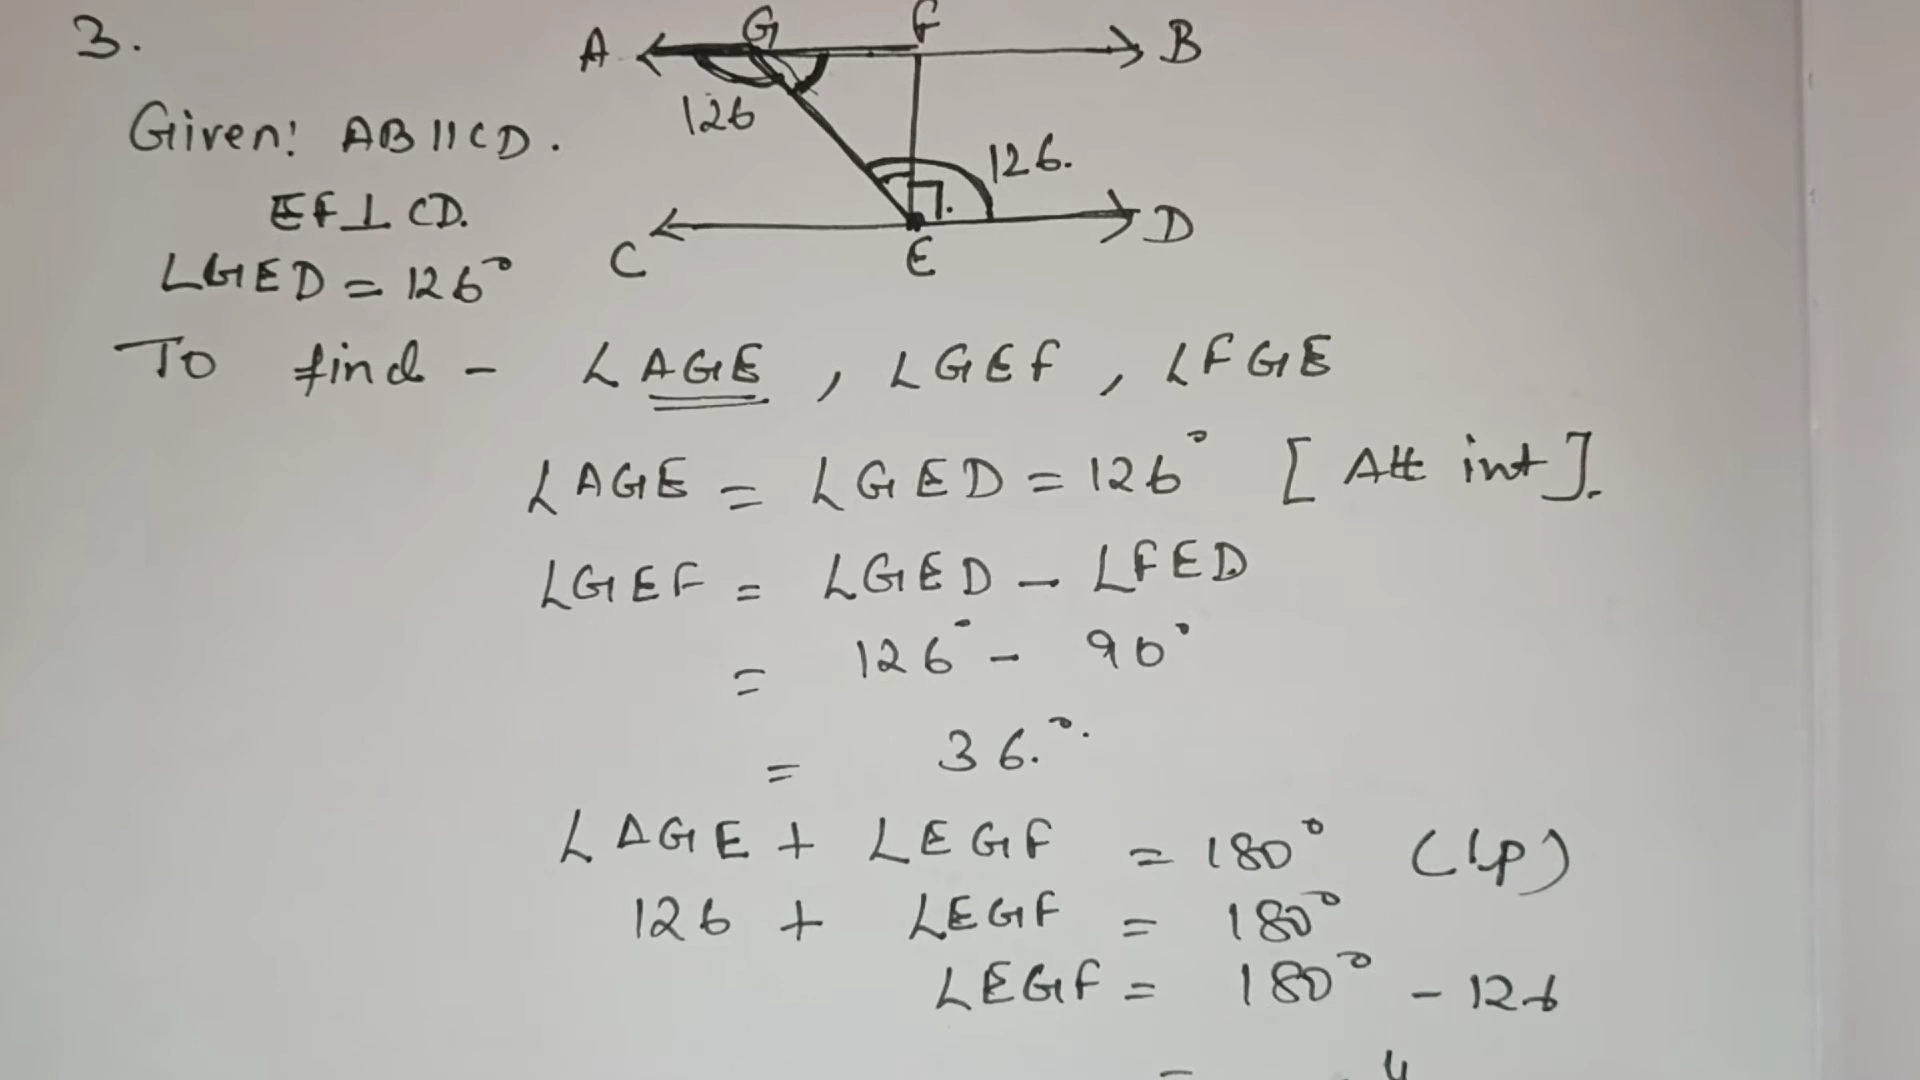 3.
A G F B
126
126.
C E D
Given: AB || CD.
EF ⊥ CD.
∠GED = 126°
To find - ∠AGE, ∠GEF, ∠FGE
∠AGE = ∠GED = 126° [Alt int].
∠GEF = ∠GED - ∠FED
= 126° - 90°
= 36.°
∠AGE + ∠EGF = 180° (LP)
126 + ∠EGF = 180°
∠EGF = 180° - 126
=